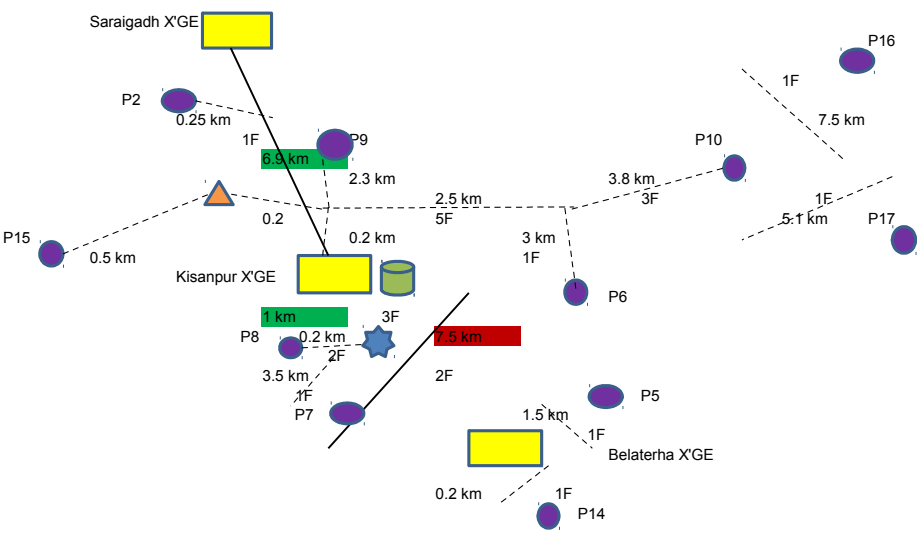 Saraigadh X'GE
P16
1F
P2
0.25 km
7.5 km
1F
P9
P10
6.9 km
2.3 km
3.8 km
2.5 km
3F
1F
0.2
5F
5.1 km
P17
P15
0.2 km
3 km
0.5 km
1F
Kisanpur X'GE
P6
1 km
3F
P8
0.2 km
7.5 km
2F
3.5 km
2F
1F
P5
P7
1.5 km
1F
Belaterha X'GE
0.2 km
1F
P14